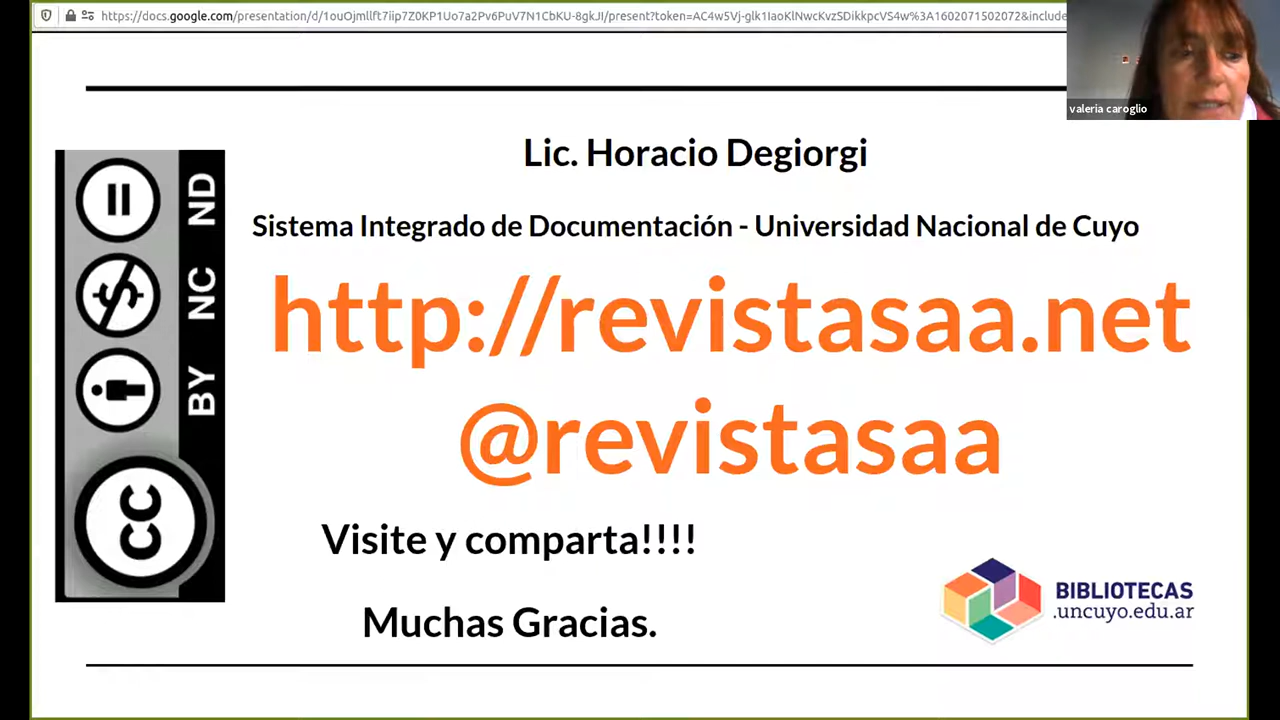 https://docs.google.com/presentation/d/1ouOjmllft7iip7Z0KP1Uo7a2Pv6PuV7N1CbKU-8gkJI/present?token=AC4w5Vj-glk1IaoKlNwcKvzSDikkpcVS4w%3A1602071502072&include
valeria caroglio
Lic. Horacio Degiorgi
Sistema Integrado de Documentación - Universidad Nacional de Cuyo
http://revistasaa.net
@revistasaa
Visite y comparta!!!!
Muchas Gracias.
CC BY NC ND
BIBLIOTECAS
.uncuyo.edu.ar